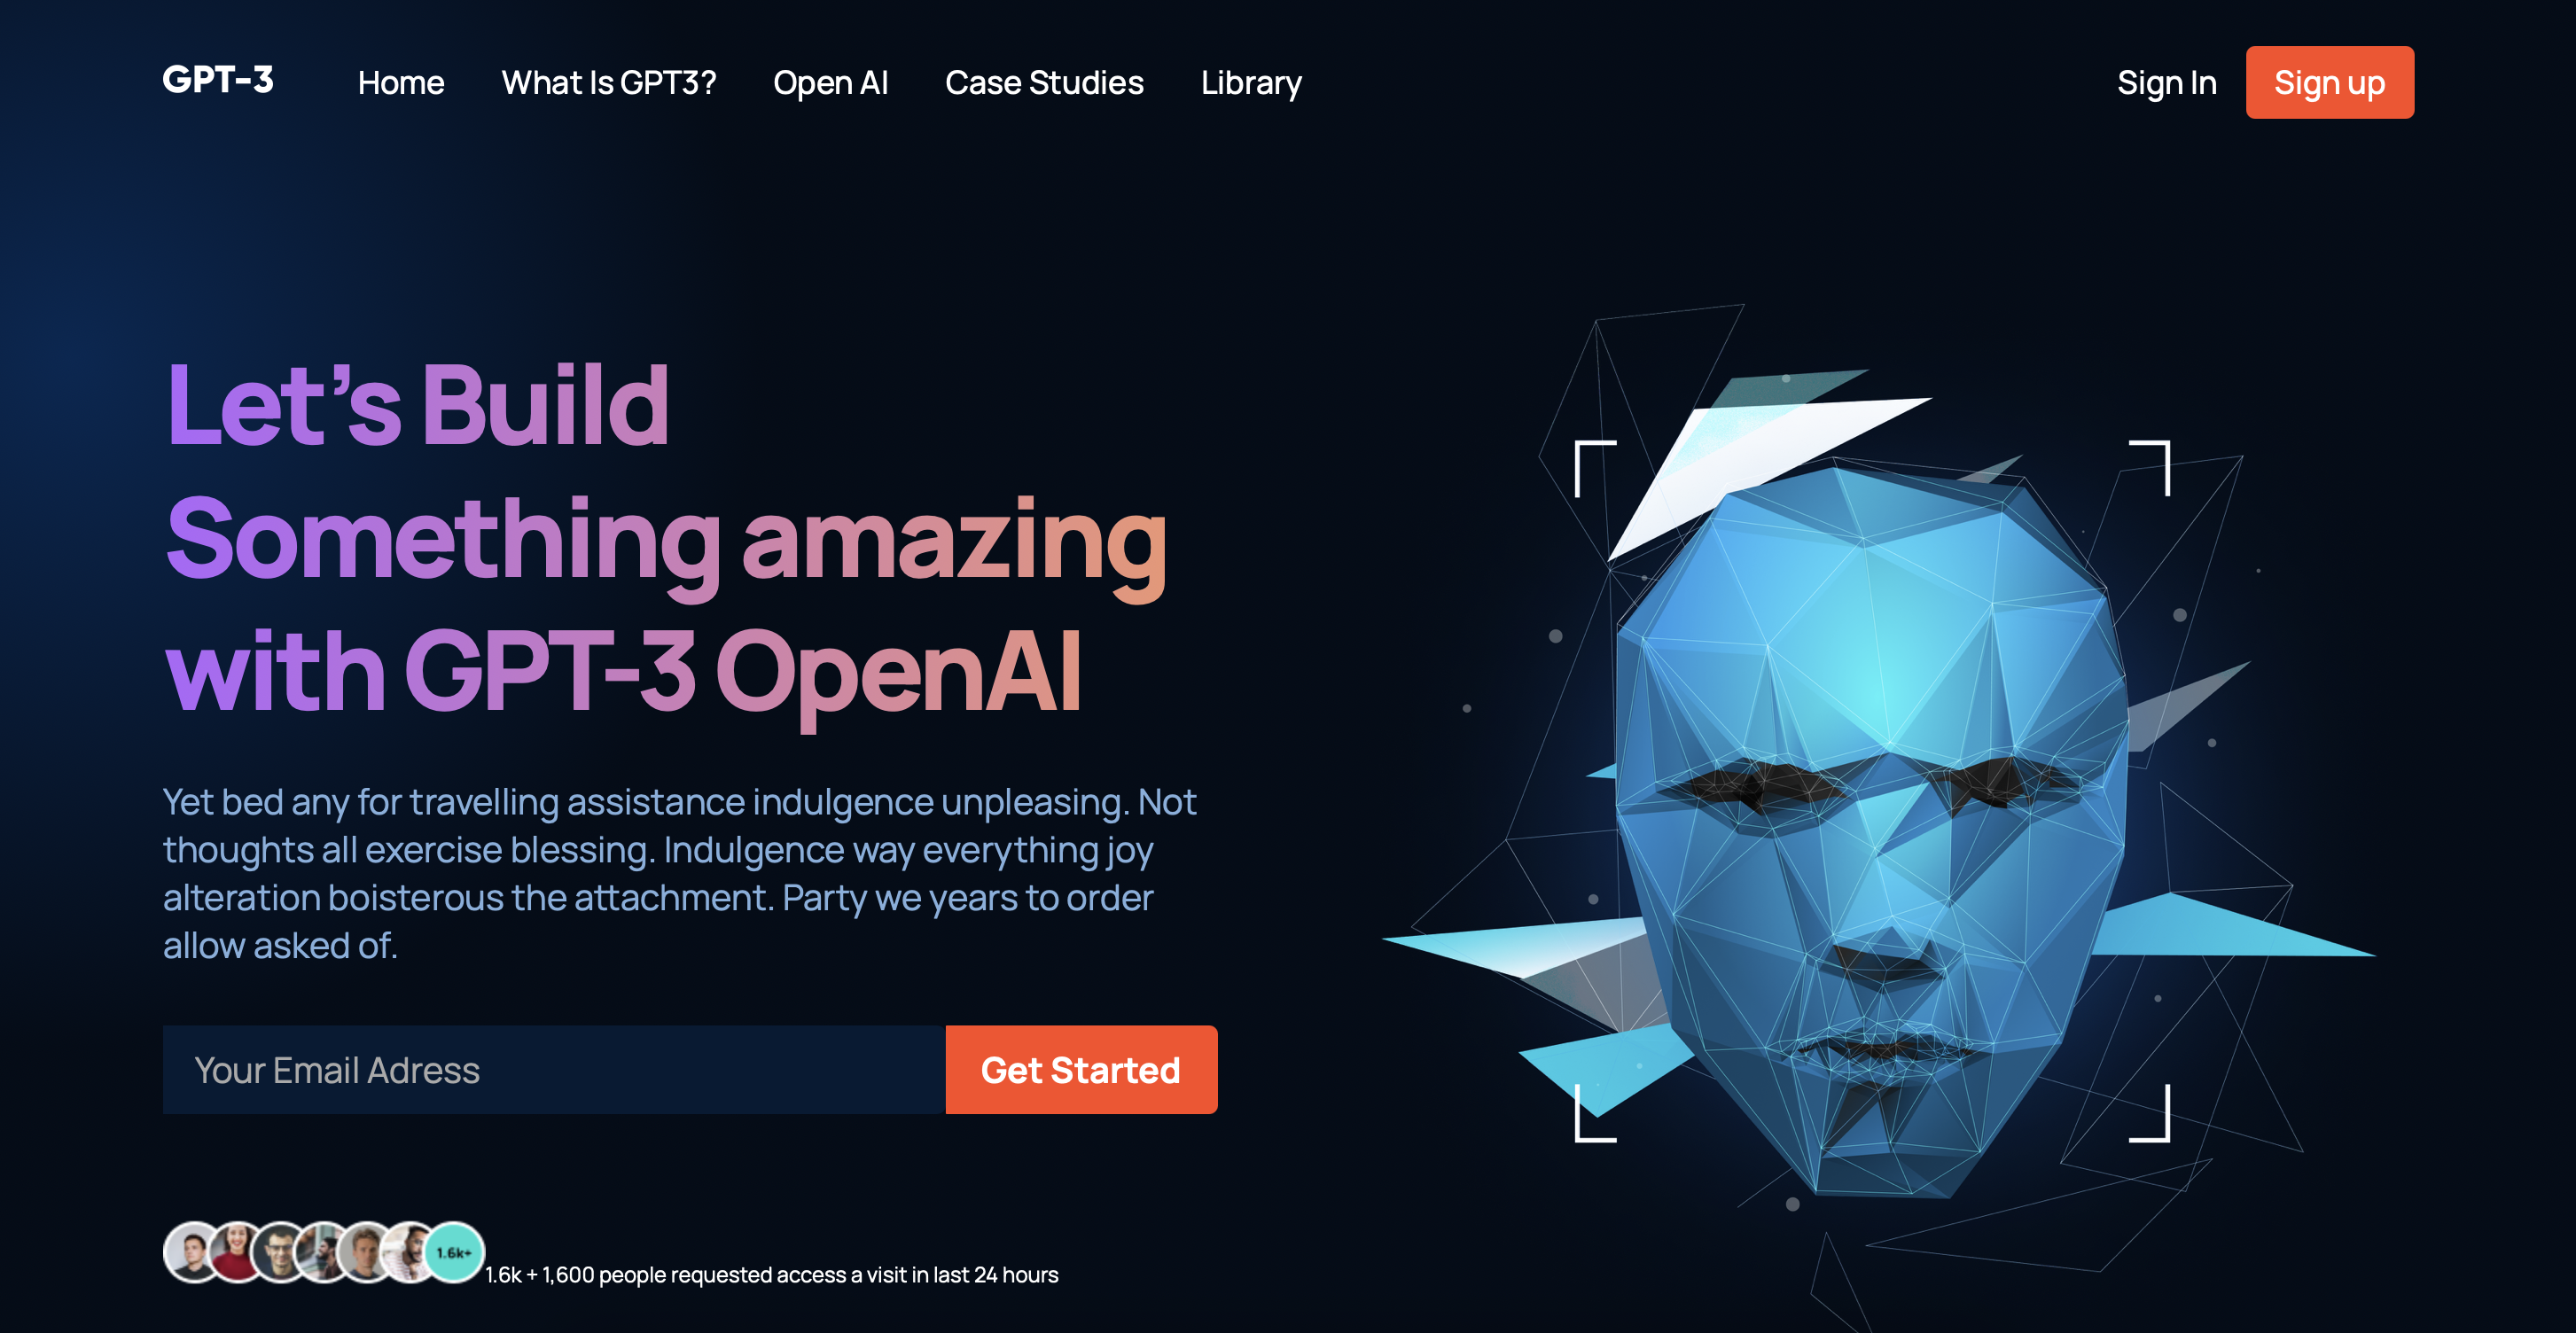 GPT-3
Home
What Is GPT3?
Open AI
Case Studies
Library
Sign In
Sign up
Let’s Build
Something amazing
with GPT-3 OpenAI
Yet bed any for travelling assistance indulgence unpleasing. Not
thoughts all exercise blessing. Indulgence way everything joy
alteration boisterous the attachment. Party we years to order
allow asked of.
Your Email Adress
Get Started
1.6k+
1.6k + 1,600 people requested access a visit in last 24 hours